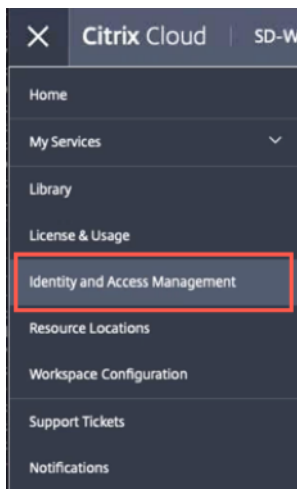 Citrix Cloud SD-W
Home
My Services
Library
License & Usage
Identity and Access Management
Resource Locations
Workspace Configuration
Support Tickets
Notifications